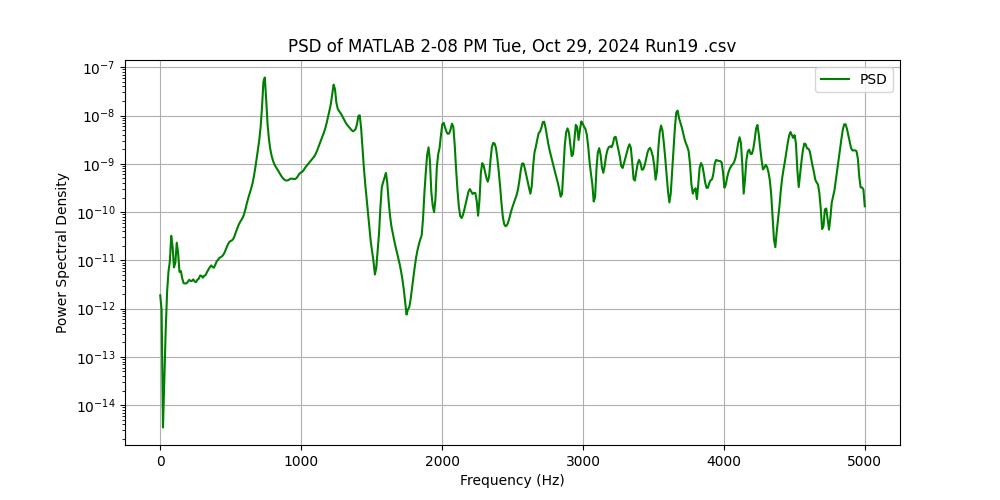 PSD of MATLAB 2-08 PM Tue, Oct 29, 2024 Run19 .csv
PSD
Power Spectral Density
10⁻⁷
10⁻⁸
10⁻⁹
10⁻¹⁰
10⁻¹¹
10⁻¹²
10⁻¹³
10⁻¹⁴
0 1000 2000 3000 4000 5000
Frequency (Hz)